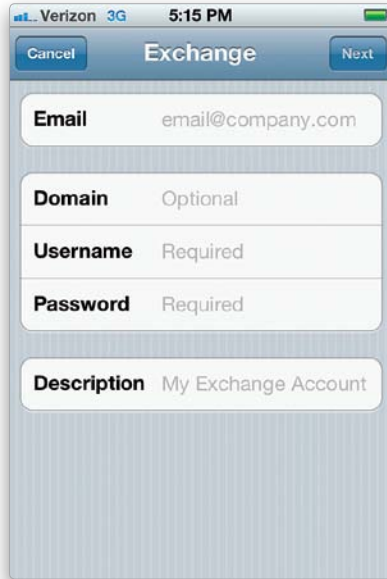 Verizon 3G 5:15 PM
Cancel Exchange Next
Email email@company.com
Domain Optional
Username Required
Password Required
Description My Exchange Account